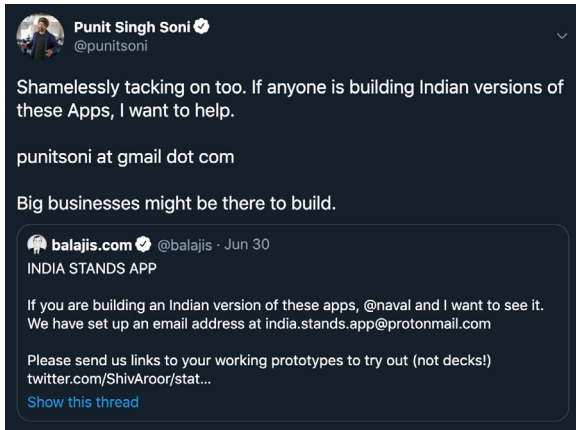 Punit Singh Soni
@punitsoni
Shamelessly tacking on too. If anyone is building Indian versions of
these Apps, I want to help.
punitsoni at gmail dot com
Big businesses might be there to build.
balajis.com @balajis · Jun 30
INDIA STANDS APP
If you are building an Indian version of these apps, @naval and I want to see it.
We have set up an email address at india.stands.app@protonmail.com
Please send us links to your working prototypes to try out (not decks!)
twitter.com/ShivAroor/stat...
Show this thread